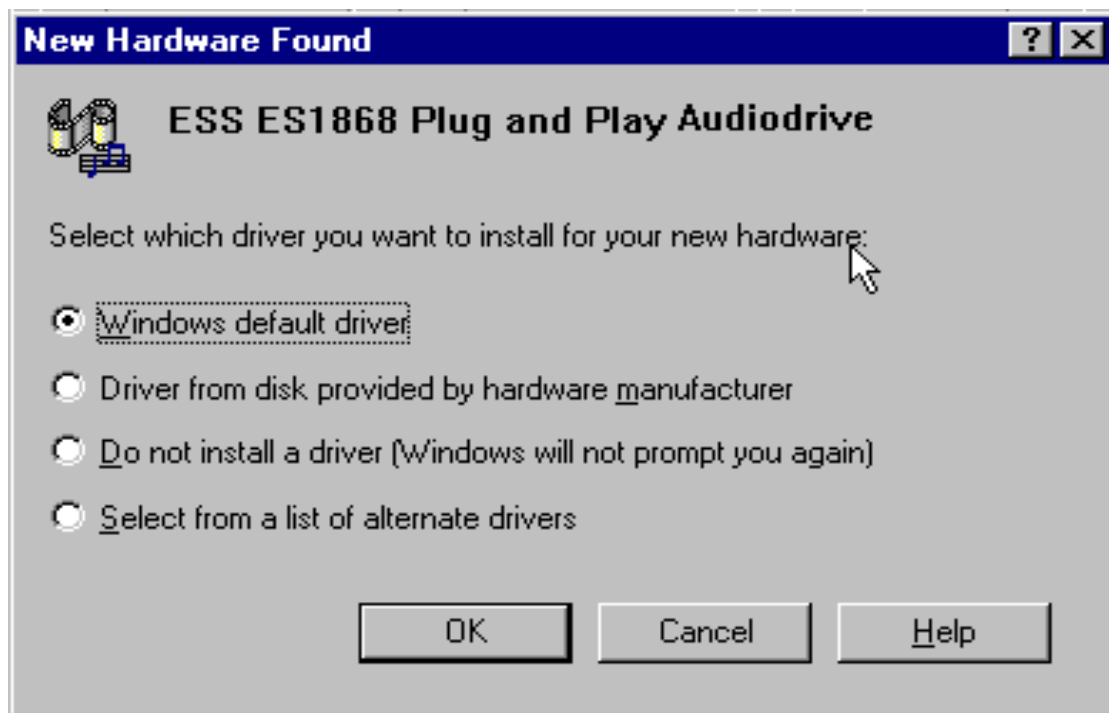 New Hardware Found
ESS ES1868 Plug and Play Audiodrive
Select which driver you want to install for your new hardware:
Windows default driver
Driver from disk provided by hardware manufacturer
Do not install a driver (Windows will not prompt you again)
Select from a list of alternate drivers
OK Cancel Help